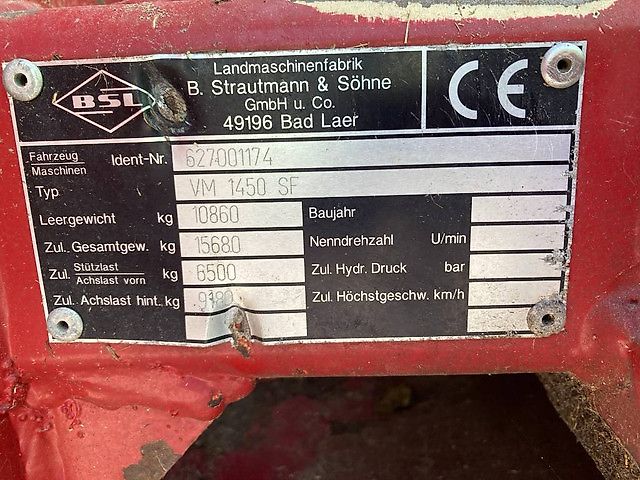 BSL
Landmaschinenfabrik
B. Strautmann & Söhne
GmbH u. Co.
49196 Bad Laer
CE
Fahrzeug
Maschinen
Ident-Nr. 627001174
Typ VM 1450 SF
Leergewicht kg 10860 Baujahr
Zul. Gesamtgew. kg 15680 Nenndrehzahl U/min
Zul. Stützlast
Achslast vorn kg 6500 Zul. Hydr. Druck bar
Zul. Achslast hint. kg 9180 Zul. Höchstgeschw. km/h